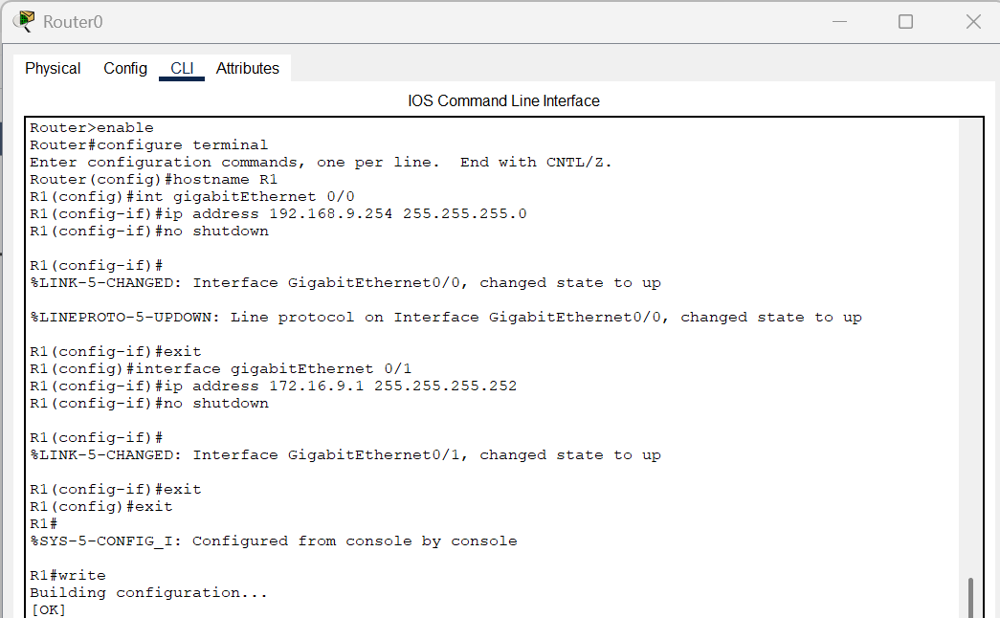 Router0
Physical Config CLI Attributes
IOS Command Line Interface
Router>enable
Router#configure terminal
Enter configuration commands, one per line.  End with CNTL/Z.
Router(config)#hostname R1
R1(config)#int gigabitEthernet 0/0
R1(config-if)#ip address 192.168.9.254 255.255.255.0
R1(config-if)#no shutdown
R1(config-if)#
%LINK-5-CHANGED: Interface GigabitEthernet0/0, changed state to up
%LINEPROTO-5-UPDOWN: Line protocol on Interface GigabitEthernet0/0, changed state to up
R1(config-if)#exit
R1(config)#interface gigabitEthernet 0/1
R1(config-if)#ip address 172.16.9.1 255.255.255.252
R1(config-if)#no shutdown
R1(config-if)#
%LINK-5-CHANGED: Interface GigabitEthernet0/1, changed state to up
R1(config-if)#exit
R1(config)#exit
R1#
%SYS-5-CONFIG_I: Configured from console by console
R1#write
Building configuration...
[OK]